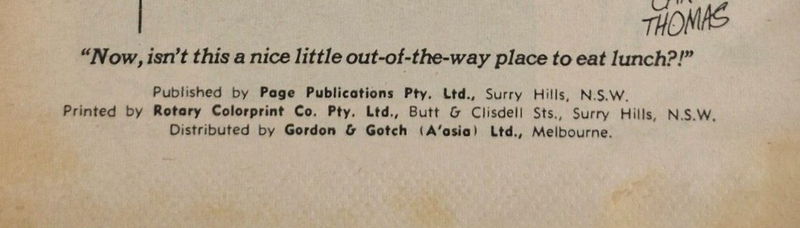 THOMAS
"Now, isn't this a nice little out-of-the-way place to eat lunch?!"
Published by Page Publications Pty. Ltd., Surry Hills, N.S.W.
Printed by Rotary Colorprint Co. Pty. Ltd., Butt & Clisdell Sts., Surry Hills, N.S.W.
Distributed by Gordon & Gotch (A'asia) Ltd., Melbourne.